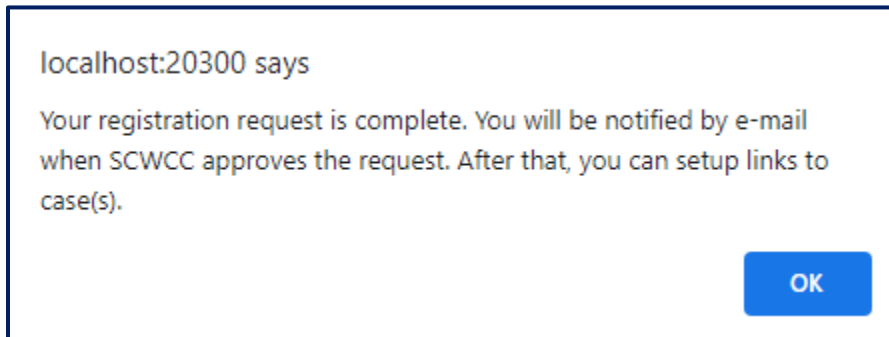 localhost:20300 says
Your registration request is complete. You will be notified by e-mail
when SCWCC approves the request. After that, you can setup links to
case(s).
OK